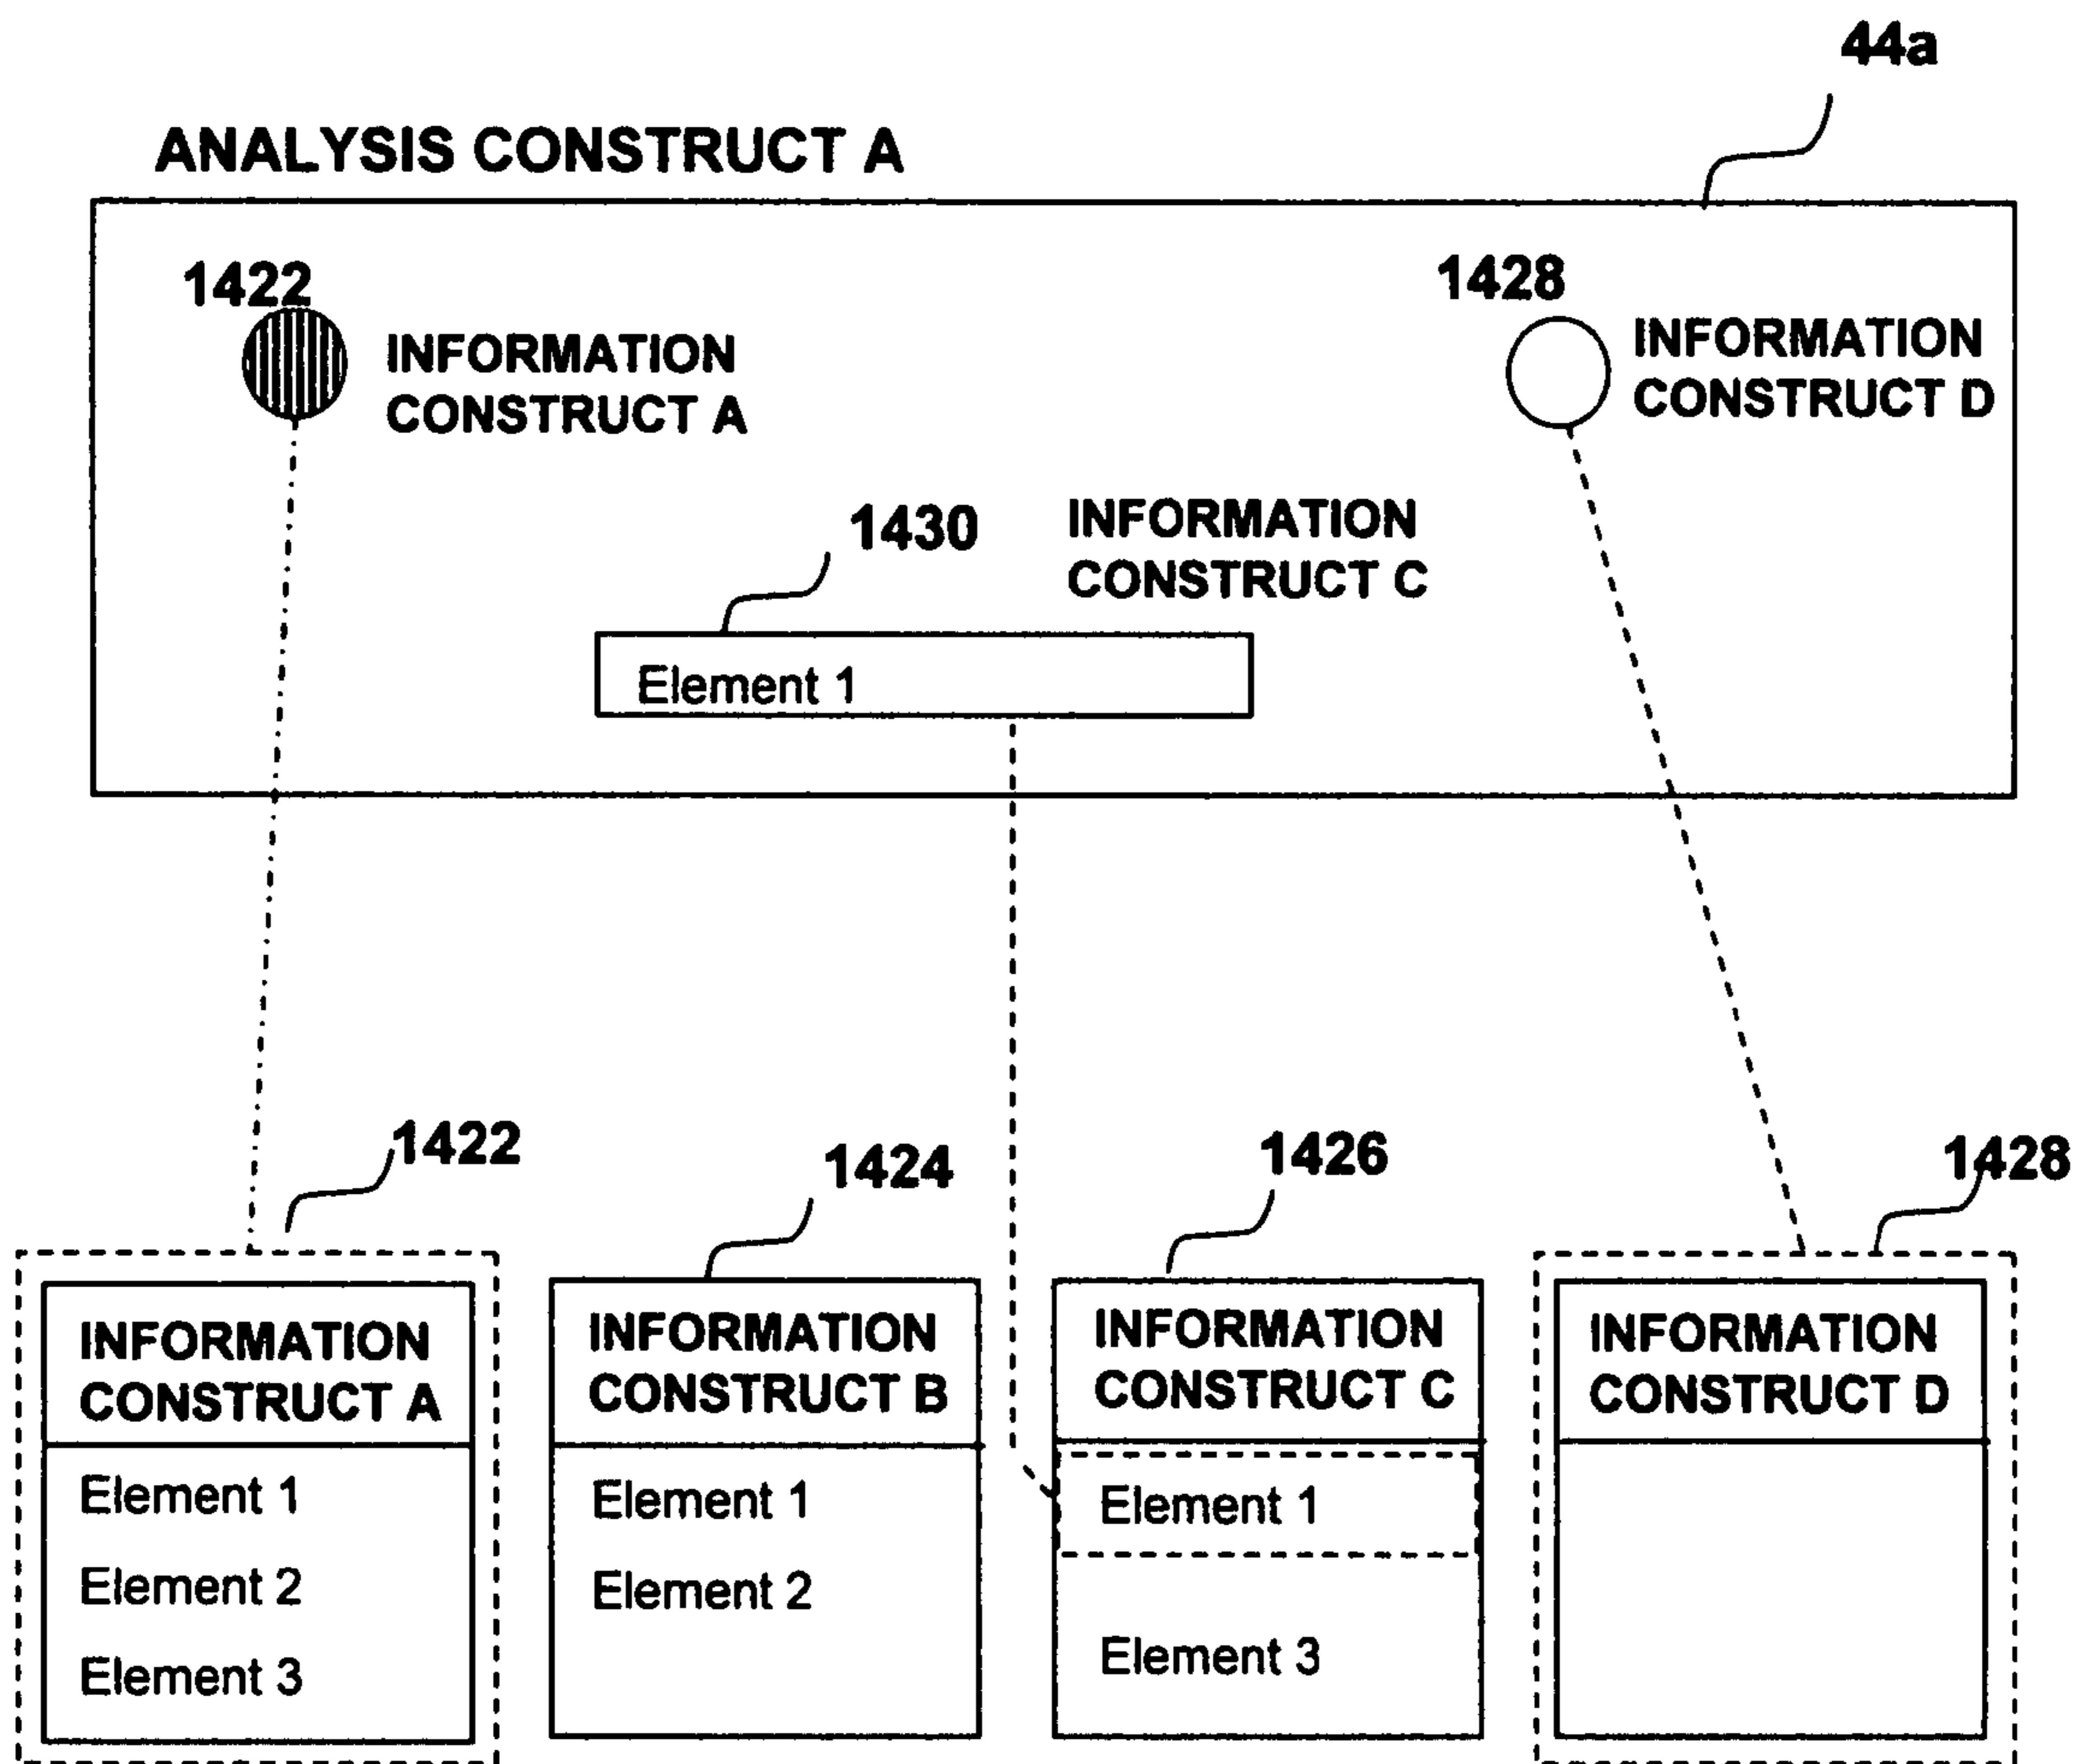 44a
ANALYSIS CONSTRUCT A
1422
INFORMATION
CONSTRUCT A
1428
INFORMATION
CONSTRUCT D
1430
INFORMATION
CONSTRUCT C
Element 1
1422
1424
1426
1428
INFORMATION
CONSTRUCT A
Element 1
Element 2
Element 3
INFORMATION
CONSTRUCT B
Element 1
Element 2
INFORMATION
CONSTRUCT C
Element 1
Element 3
INFORMATION
CONSTRUCT D